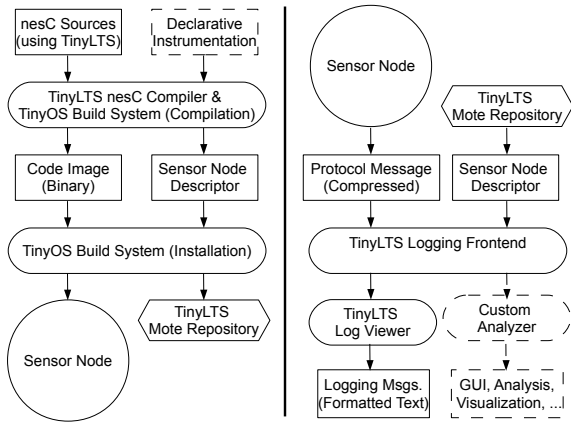 nesC Sources
(using TinyLTS)
Declarative
Instrumentation
TinyLTS nesC Compiler &
TinyOS Build System (Compilation)
Code Image
(Binary)
Sensor Node
Descriptor
TinyOS Build System (Installation)
Sensor Node
TinyLTS
Mote Repository
Sensor Node
TinyLTS
Mote Repository
Protocol Message
(Compressed)
Sensor Node
Descriptor
TinyLTS Logging Frontend
TinyLTS
Log Viewer
Custom
Analyzer
Logging Msgs.
(Formatted Text)
GUI, Analysis,
Visualization, ...